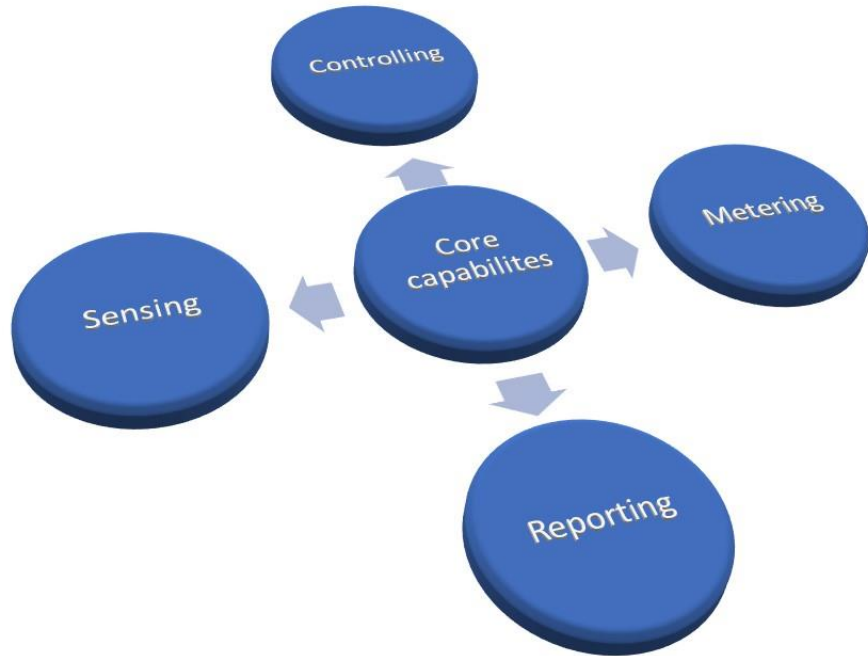 Controlling
Metering
Core
capabilites
Sensing
Reporting